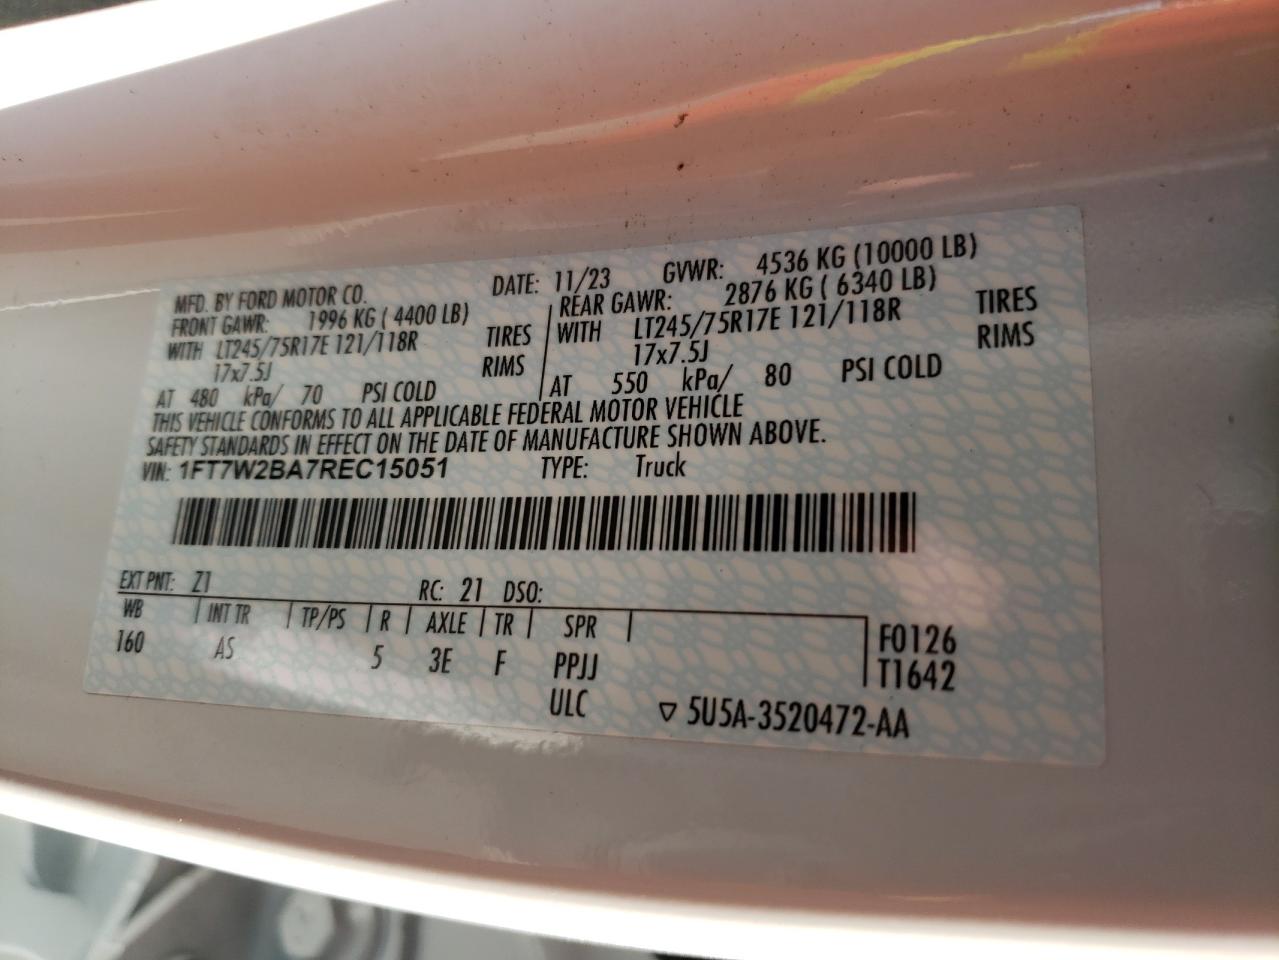 MFD. BY FORD MOTOR CO. DATE: 11/23 GVWR: 4536 KG (10000 LB)
FRONT GAWR: 1996 KG ( 4400 LB) REAR GAWR: 2876 KG ( 6340 LB)
WITH LT245/75R17E 121/118R TIRES WITH LT245/75R17E 121/118R TIRES
17x7.5J RIMS 17x7.5J RIMS
AT 480 kPa/ 70 PSI COLD AT 550 kPa/ 80 PSI COLD
THIS VEHICLE CONFORMS TO ALL APPLICABLE FEDERAL MOTOR VEHICLE
SAFETY STANDARDS IN EFFECT ON THE DATE OF MANUFACTURE SHOWN ABOVE.
VIN: 1FT7W2BA7REC15051 TYPE: Truck
EXT PNT: Z1 RC: 21 DSO:
WB INT TR TP/PS R AXLE TR SPR F0126
160 AS 5 3E F PPJJ T1642
ULC ▽ 5U5A-3520472-AA